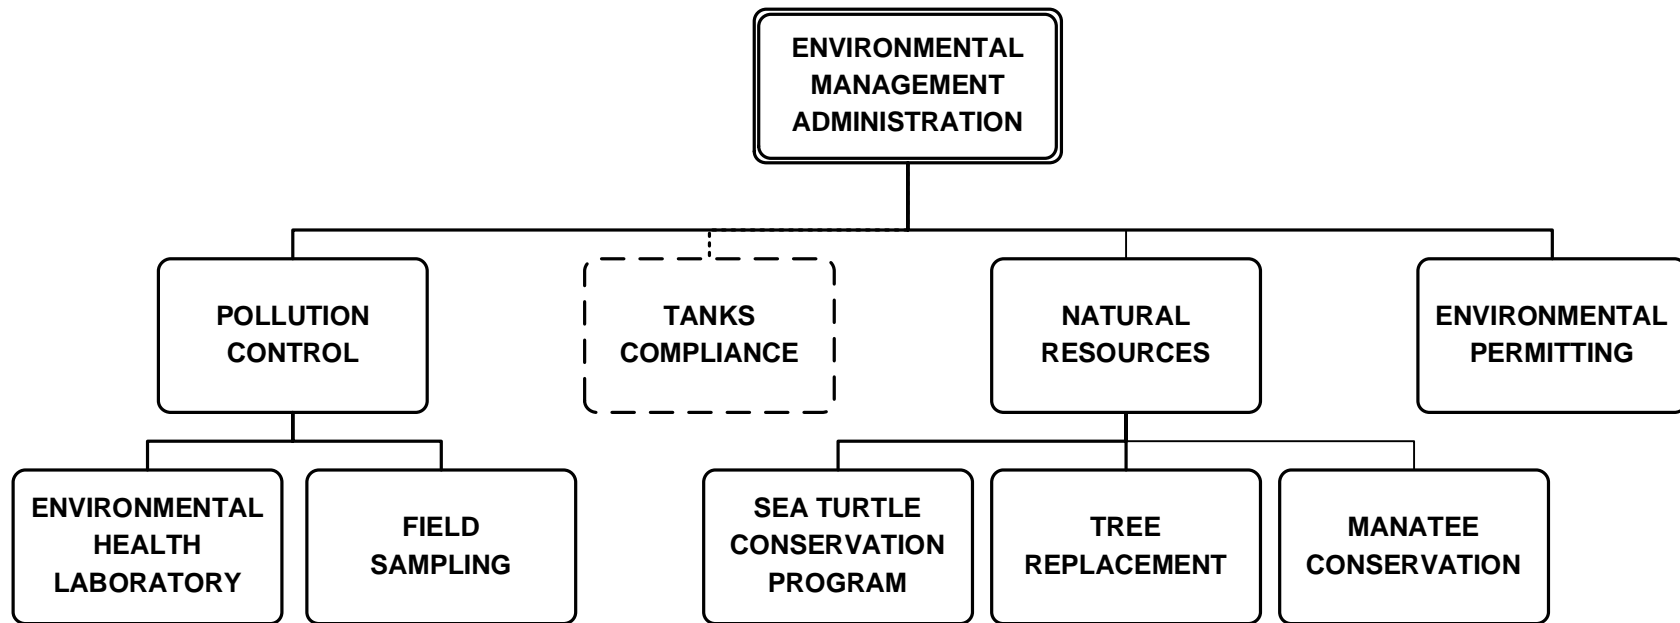 ENVIRONMENTAL
MANAGEMENT
ADMINISTRATION
POLLUTION
CONTROL
TANKS
COMPLIANCE
NATURAL
RESOURCES
ENVIRONMENTAL
PERMITTING
ENVIRONMENTAL
HEALTH
LABORATORY
FIELD
SAMPLING
SEA TURTLE
CONSERVATION
PROGRAM
TREE
REPLACEMENT
MANATEE
CONSERVATION